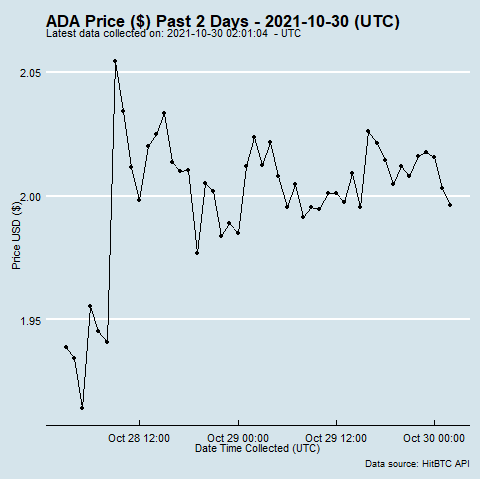 ADA Price ($) Past 2 Days - 2021-10-30 (UTC)
Latest data collected on: 2021-10-30 02:01:04 - UTC
2.05
2.00
1.95
Price USD ($)
Oct 28 12:00
Oct 29 00:00
Oct 29 12:00
Oct 30 00:00
Date Time Collected (UTC)
Data source: HitBTC API